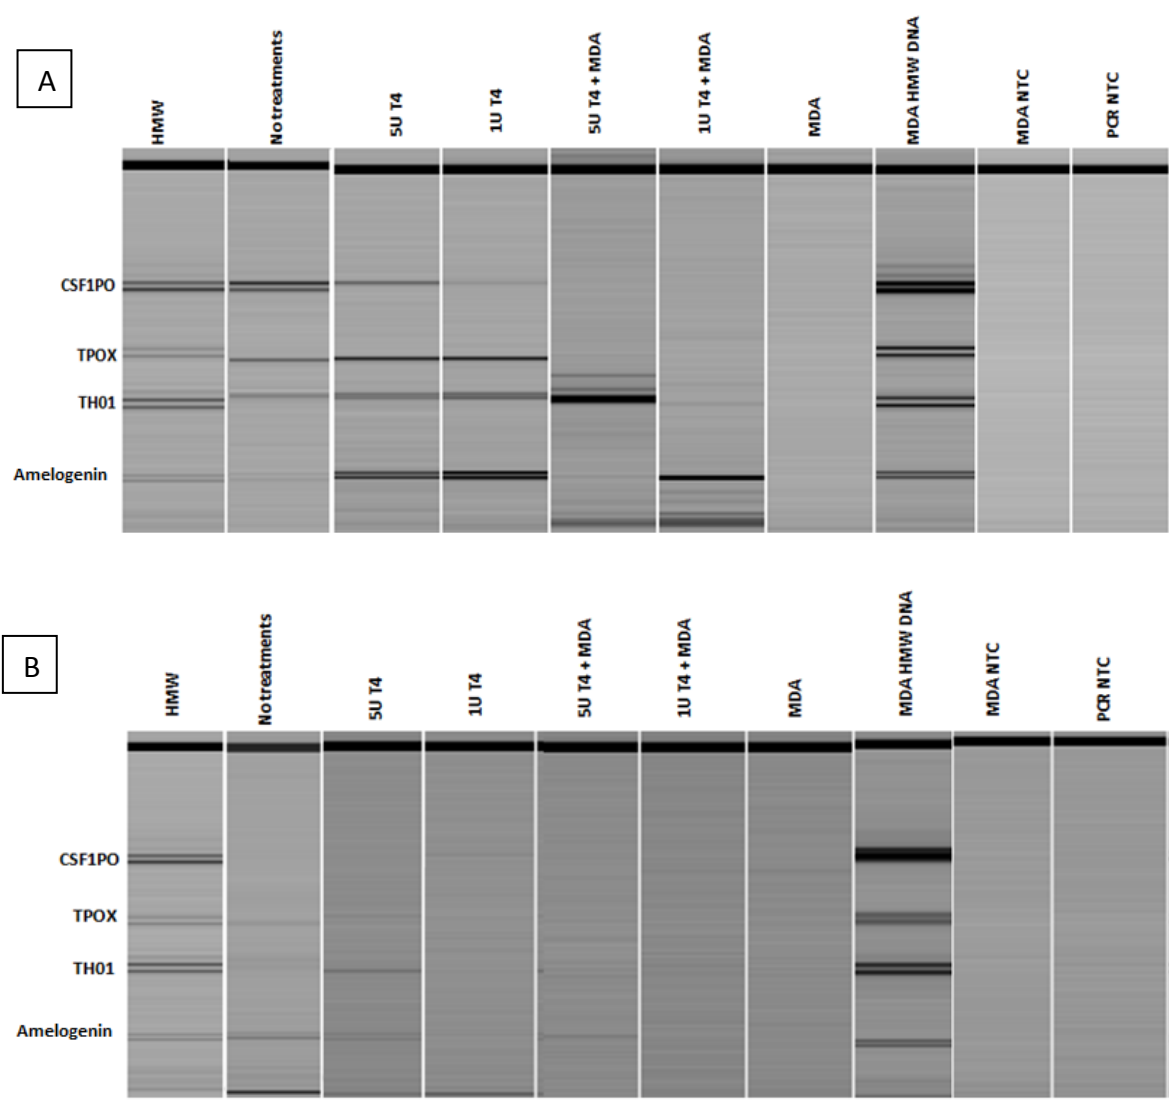 A
HMW
No treatments
5U T4
1U T4
5U T4 + MDA
1U T4 + MDA
MDA
MDA HMW DNA
MDA NTC
PCR NTC
CSF1PO
TPOX
TH01
Amelogenin
B
HMW
No treatments
5U T4
1U T4
5U T4 + MDA
1U T4 + MDA
MDA
MDA HMW DNA
MDA NTC
PCR NTC
CSF1PO
TPOX
TH01
Amelogenin